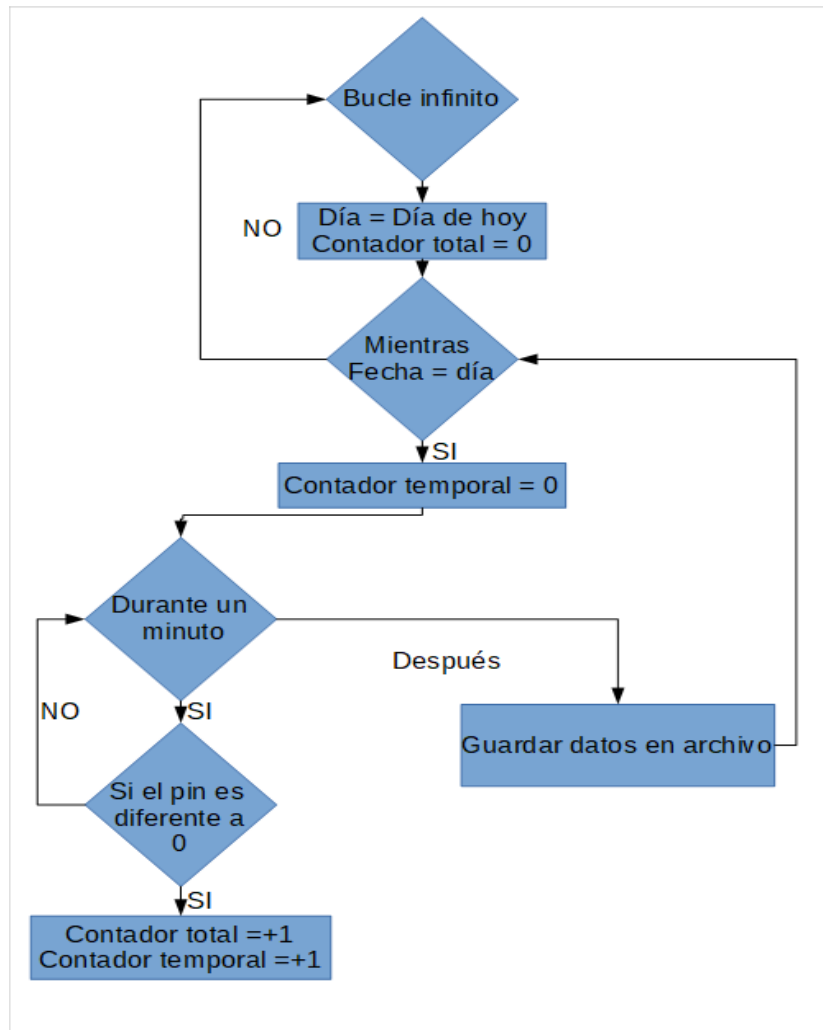 Bucle infinito
NO
Día = Día de hoy
Contador total = 0
Mientras
Fecha = día
SI
Contador temporal = 0
Durante un
minuto
Después
NO
SI
Guardar datos en archivo
Si el pin es
diferente a
0
SI
Contador total =+1
Contador temporal =+1